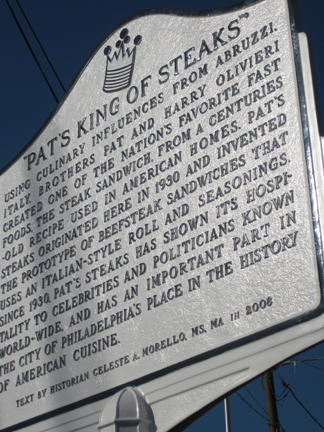 "PAT'S KING OF STEAKS"®
USING CULINARY INFLUENCES FROM ABRUZZI,
ITALY, BROTHERS PAT AND HARRY OLIVIERI
CREATED ONE OF THE NATION'S FAVORITE FAST
FOODS, THE STEAK SANDWICH, FROM A CENTURIES
-OLD RECIPE USED IN AMERICAN HOMES. PAT'S
STEAKS ORIGINATED HERE IN 1930 AND INVENTED
THE PROTOTYPE OF BEEFSTEAK SANDWICHES THAT
USES AN ITALIAN-STYLE ROLL AND SEASONINGS.
SINCE 1930, PAT'S STEAKS HAS SHOWN ITS HOSPI-
TALITY TO CELEBRITIES AND POLITICIANS KNOWN
WORLD-WIDE, AND HAS AN IMPORTANT PART IN
THE CITY OF PHILADELPHIA'S PLACE IN THE HISTORY
OF AMERICAN CUISINE.
TEXT BY HISTORIAN CELESTE A. MORELLO, MS, MA IN 2008